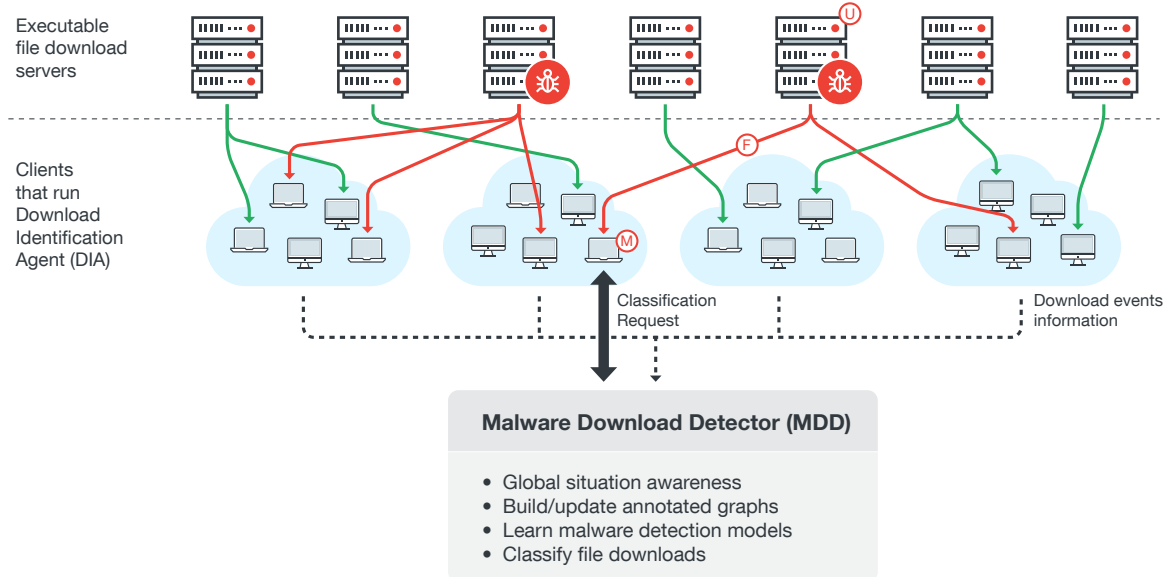 Executable
file download
servers
U
F
Clients
that run
Download
Identification
Agent (DIA)
M
Classification
Request
Download events
information
Malware Download Detector (MDD)
• Global situation awareness
• Build/update annotated graphs
• Learn malware detection models
• Classify file downloads